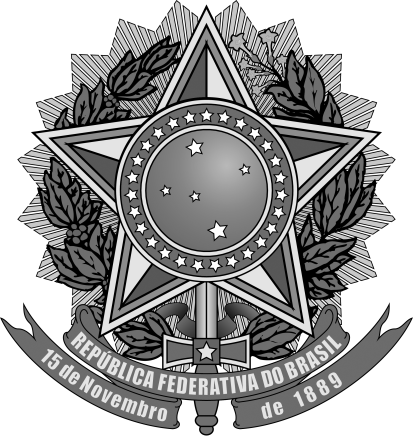 REPÚBLICA FEDERATIVA DO BRASIL
15 de Novembro de 1889